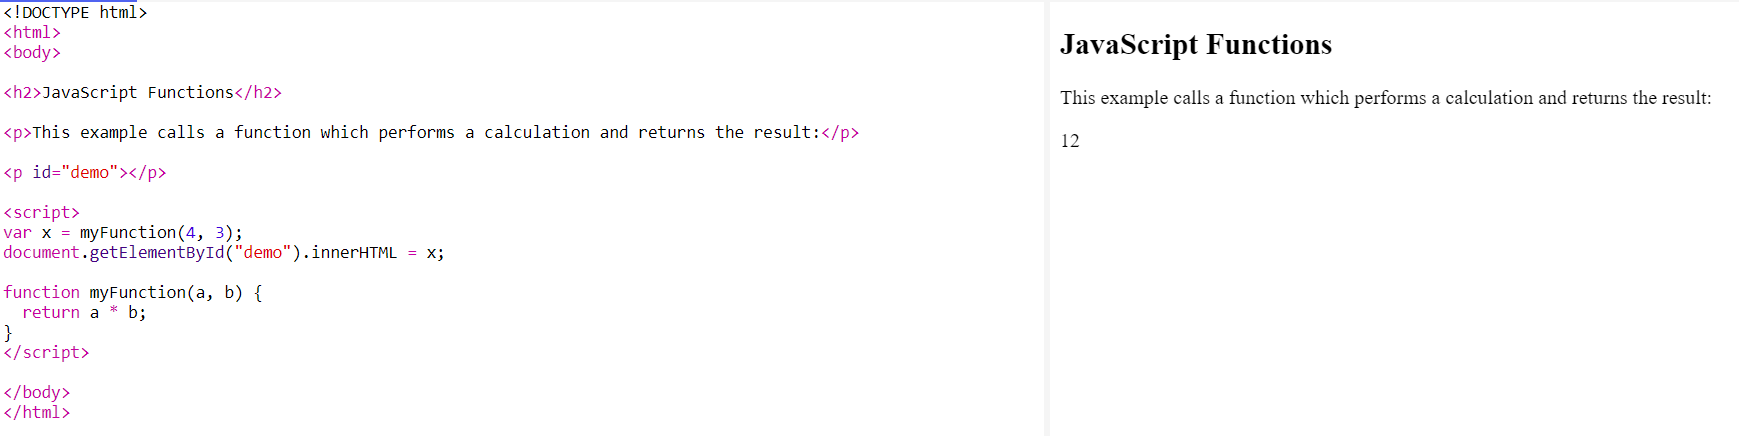 <!DOCTYPE html>
<html>
<body>

<h2>JavaScript Functions</h2>

<p>This example calls a function which performs a calculation and returns the result:</p>

<p id="demo"></p>

<script>
var x = myFunction(4, 3);
document.getElementById("demo").innerHTML = x;

function myFunction(a, b) {
  return a * b;
}
</script>

</body>
</html>

JavaScript Functions
This example calls a function which performs a calculation and returns the result:
12